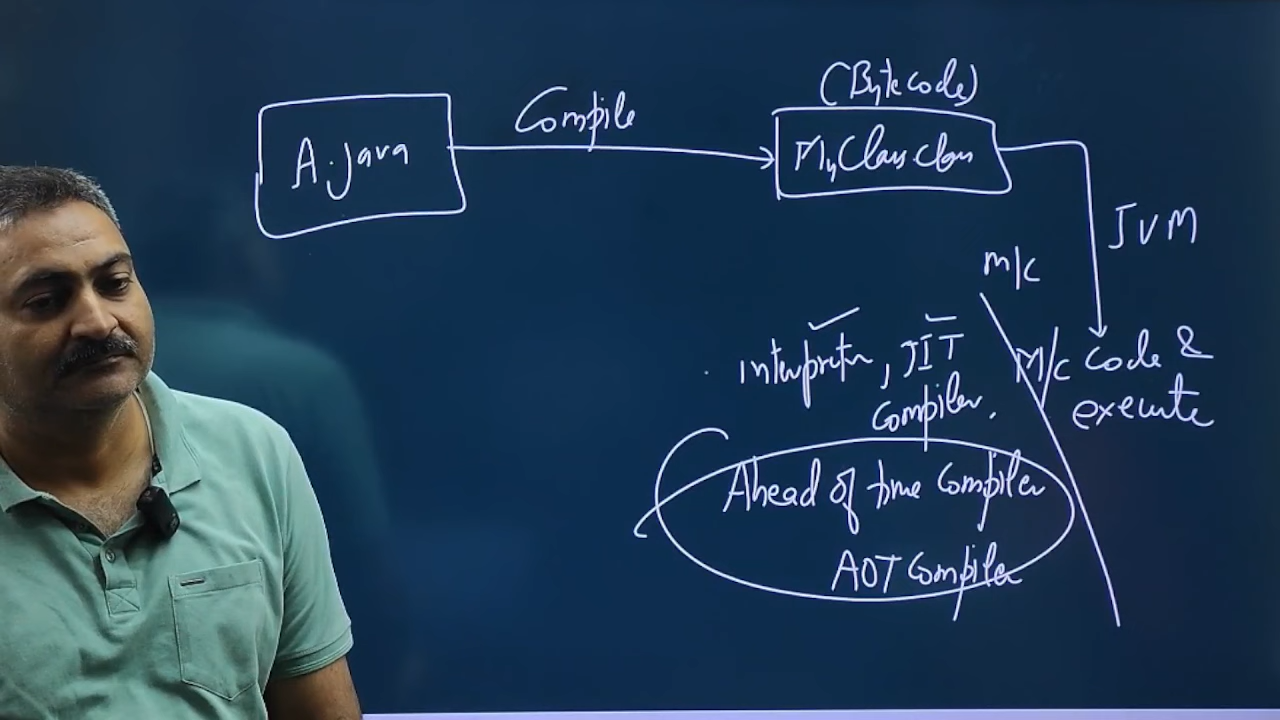 A.java
Compile
(Bytecode)
MyClass.class
JVM
M/C
Interpreter, JIT
Compiler.
M/C Code &
execute
Ahead of time Compiler
AOT Compiler